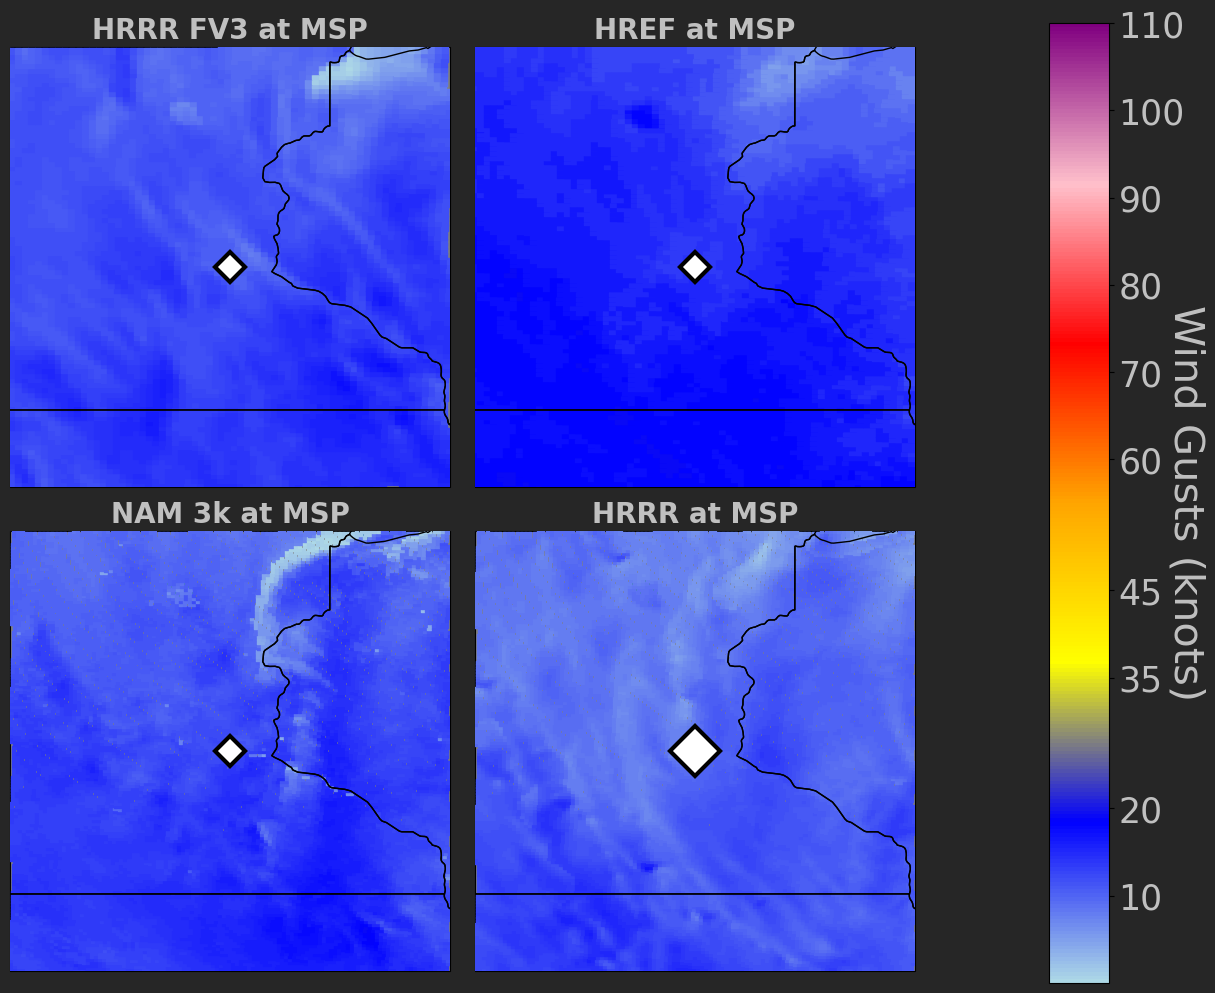 HRRR FV3 at MSP
HREF at MSP
NAM 3k at MSP
HRRR at MSP
110
100
90
80
70
60
45
35
20
10
Wind Gusts (knots)